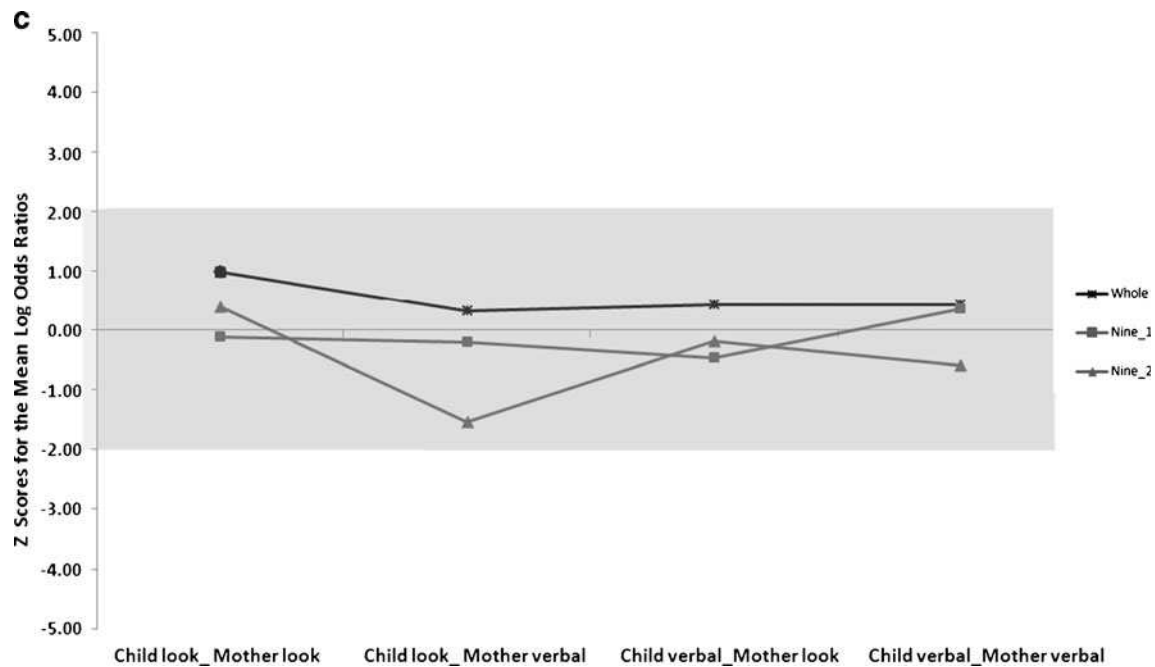 c
5.00
4.00
3.00
2.00
1.00
0.00
-1.00
-2.00
-3.00
-4.00
-5.00
Z Scores for the Mean Log Odds Ratios
Child look_ Mother look
Child look_Mother verbal
Child verbal_Mother look
Child verbal_Mother verbal
Whole
Nine_1
Nine_2